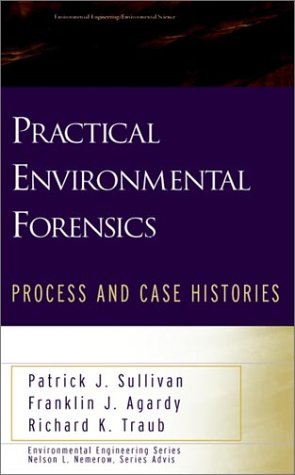 Environmental Engineering/Environmental Science
PRACTICAL
ENVIRONMENTAL
FORENSICS
PROCESS AND CASE HISTORIES
Patrick J. Sullivan
Franklin J. Agardy
Richard K. Traub
Environmental Engineering Series
Nelson L. Nemerow, Series Advis